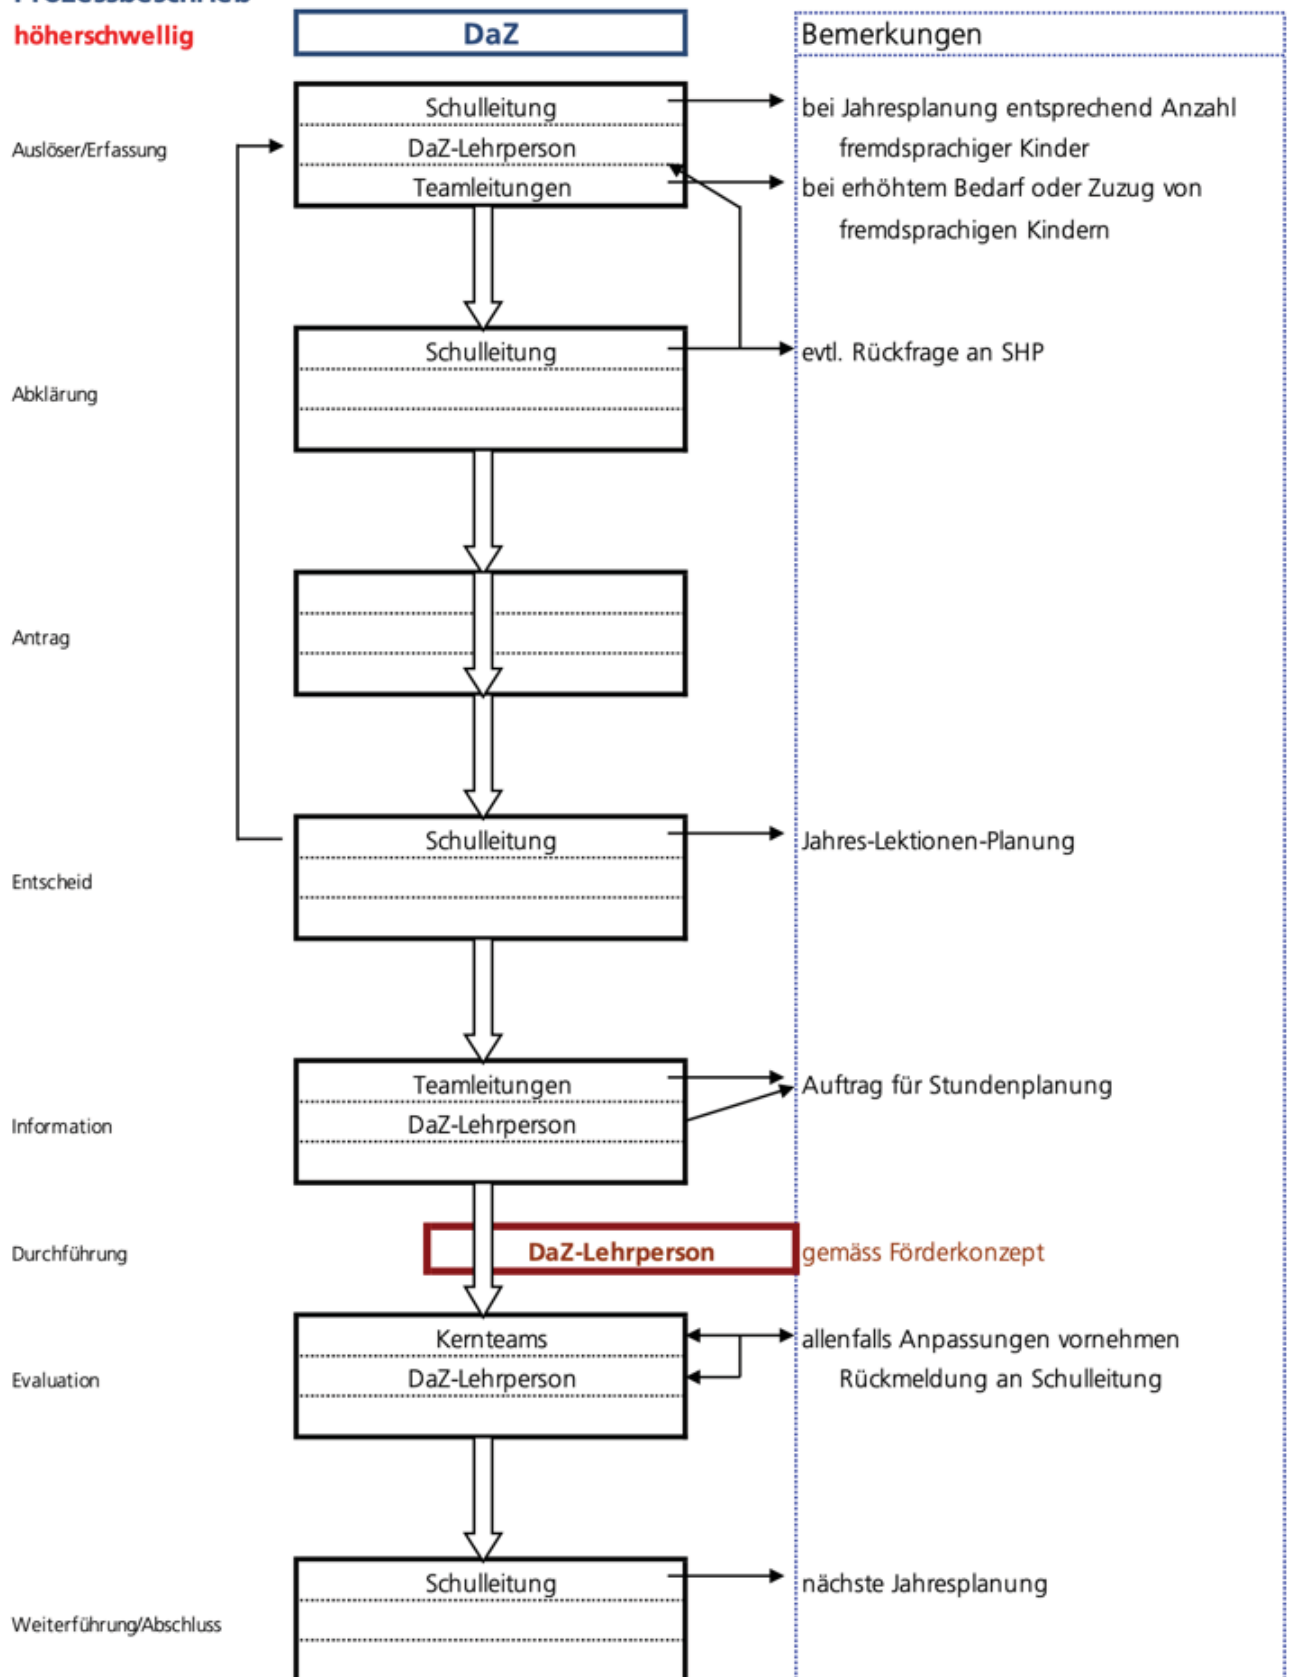 Prozessbeschrieb
höherschwellig
DaZ
Bemerkungen
Schulleitung
bei Jahresplanung entsprechend Anzahl
Auslöser/Erfassung
DaZ-Lehrperson
fremdsprachiger Kinder
Teamleitungen
bei erhöhtem Bedarf oder Zuzug von
fremdsprachigen Kindern
Schulleitung
evtl. Rückfrage an SHP
Abklärung
Antrag
Schulleitung
Jahres-Lektionen-Planung
Entscheid
Teamleitungen
Auftrag für Stundenplanung
Information
DaZ-Lehrperson
Durchführung
DaZ-Lehrperson
gemäss Förderkonzept
Kernteams
allenfalls Anpassungen vornehmen
Evaluation
DaZ-Lehrperson
Rückmeldung an Schulleitung
Schulleitung
nächste Jahresplanung
Weiterführung/Abschluss